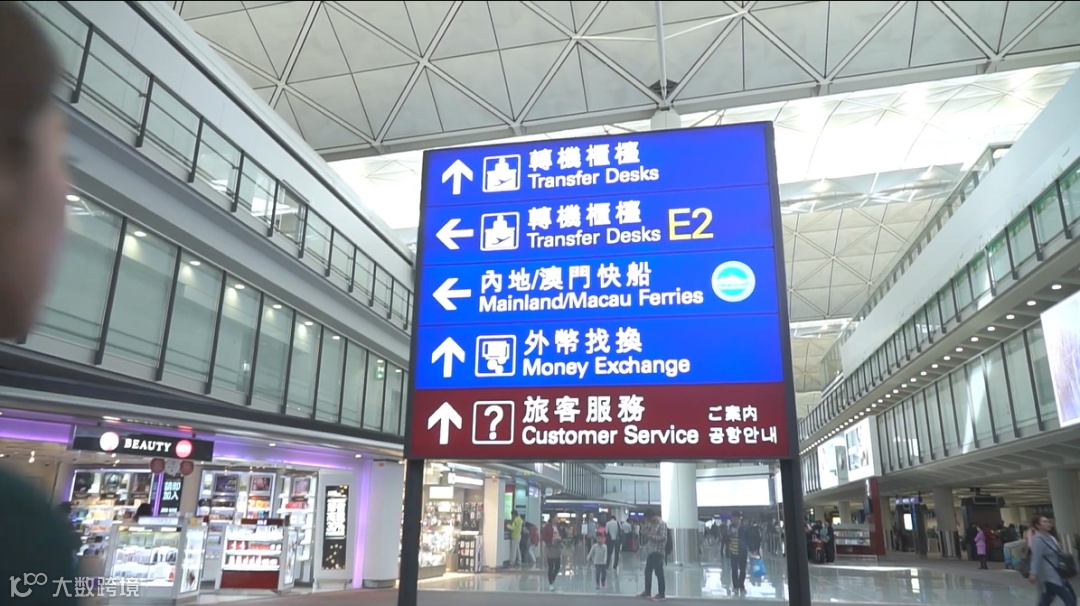 轉機櫃檯
Transfer Desks
轉機櫃檯
Transfer Desks E2
內地/澳門快船
Mainland/Macau Ferries
外幣找換
Money Exchange
旅客服務
Customer Service
ご案内
공항안내
?
BEAUTY
加入
大数跨境